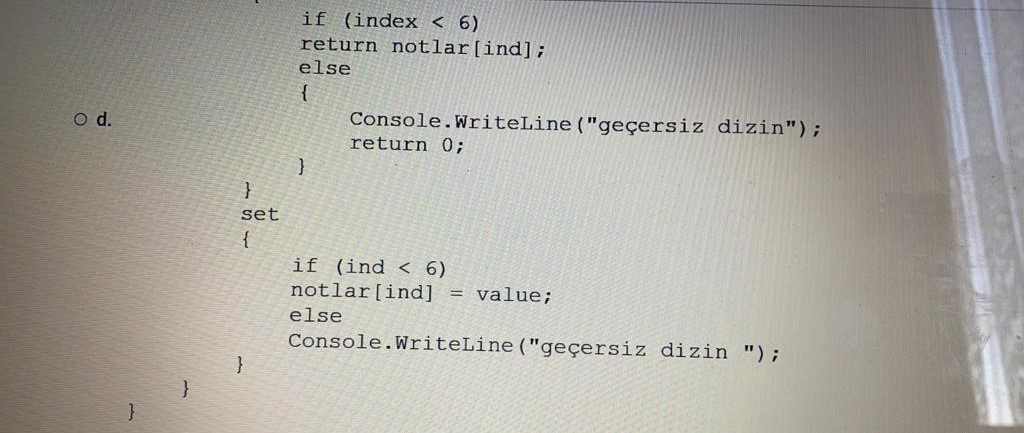 if (index < 6)
return notlar[ind];
else
{
d.
Console.WriteLine("geçersiz dizin");
return 0;
}
}
set
{
if (ind < 6)
notlar[ind] = value;
else
Console.WriteLine("geçersiz dizin ");
}
}
}